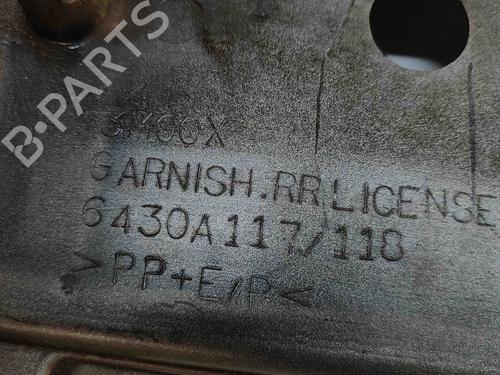 B-PARTS
GARNISH.RR LICENSE
6430A117/118
>PP+E/P<